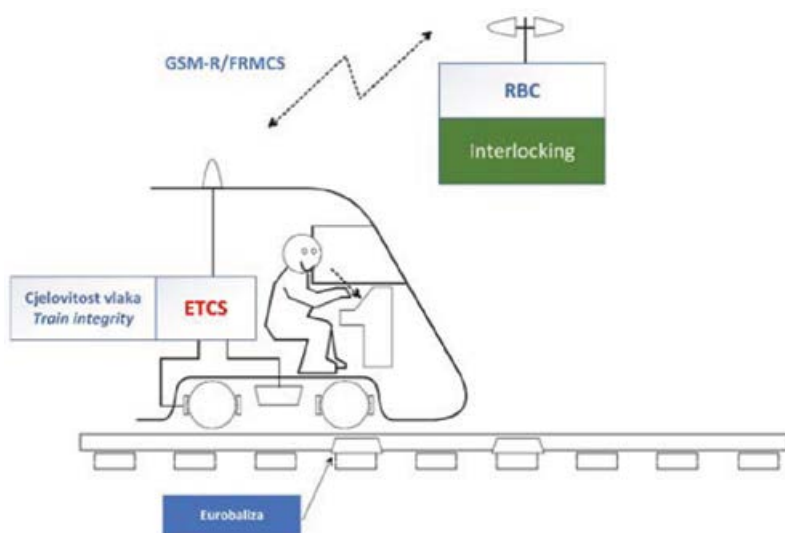 GSM-R/FRMCS
RBC
Interlocking
Cjelovitost vlaka
Train integrity
ETCS
Eurobaliza